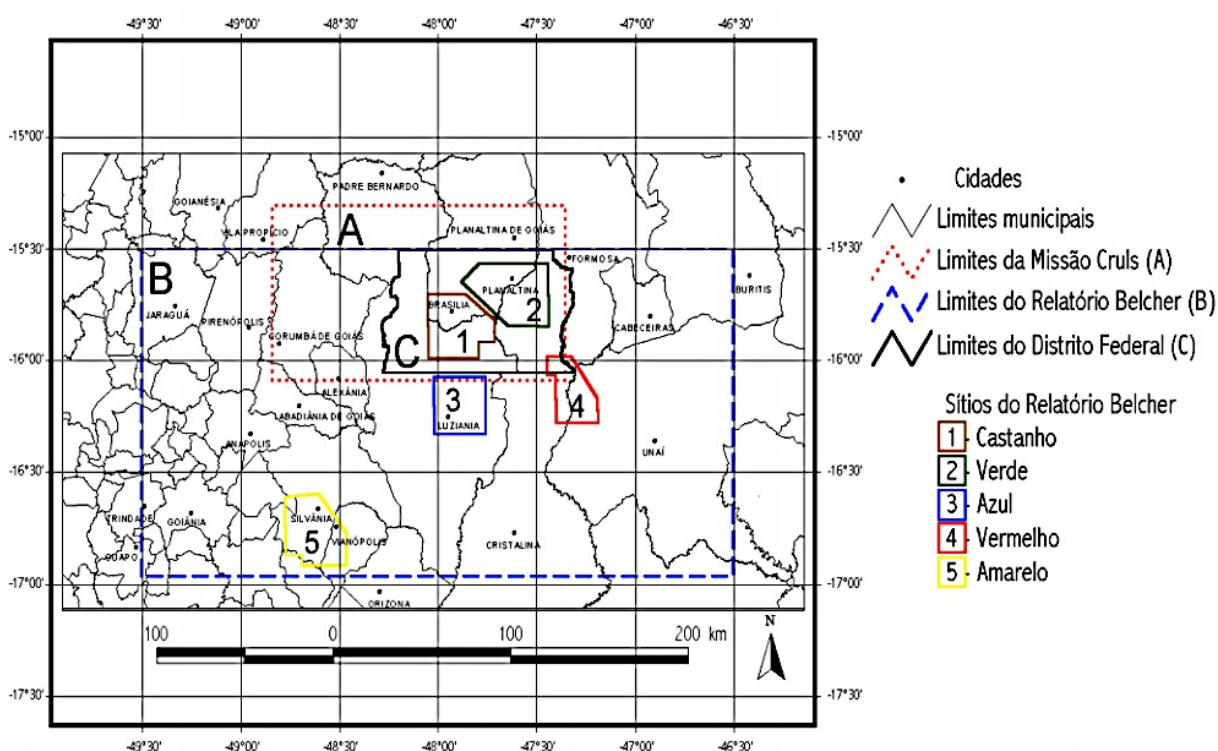 -49°30' -49°00' -48°30' -48°00' -47°30' -47°00' -46°30'
-15°00' -15°00'
PADRE BERNARDO
GOIANÉSIA
VILA PROPÍCIO
A
PLANALTINA DE GOIÁS
-15°30' -15°30'
FORMOSA
B
PLANALTINA
BURITIS
JARAGUÁ
BRASILIA
2
PIRENÓPOLIS
CABECEIRAS
CORUMBÁ DE GOIÁS
1
C
-16°00' -16°00'
ALEXÂNIA
3
4
LABADIÂNIA DE GOIÁS
LUZIANIA
ANAPOLIS
UNAÍ
-16°30' -16°30'
TRINDADE
GOIÂNIA
SILVÂNIA
5
VIANÓPOLIS
CRISTALINA
GUAPO
-17°00' -17°00'
ORIZONA
100 0 100 200 km
N
-17°30' -17°30'
-49°30' -49°00' -48°30' -48°00' -47°30' -47°00' -46°30'
Cidades
Limites municipais
Limites da Missão Cruls (A)
Limites do Relatório Belcher (B)
Limites do Distrito Federal (C)
Sítios do Relatório Belcher
1 - Castanho
2 - Verde
3 - Azul
4 - Vermelho
5 - Amarelo